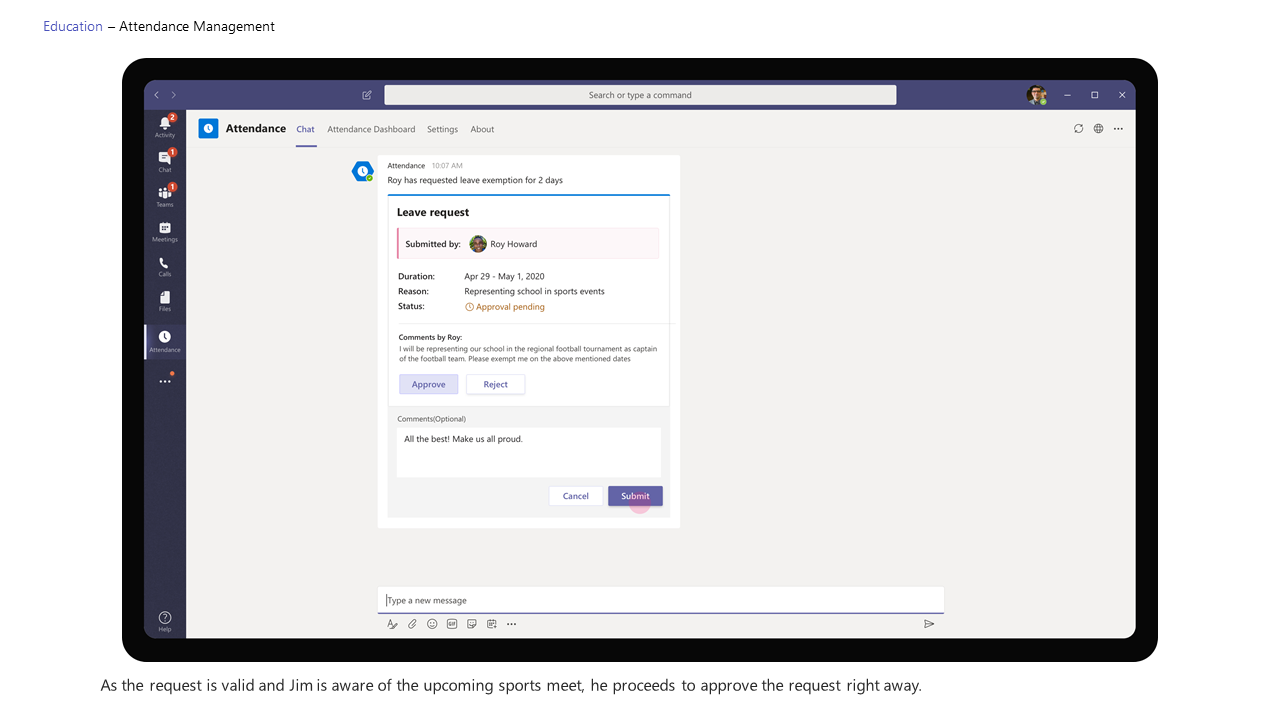 Education – Attendance Management
Search or type a command
2
Activity
Attendance
Chat
Attendance Dashboard
Settings
About
1
Chat
1
Teams
Meetings
Calls
Files
Attendance
Help
Attendance 10:07 AM
Roy has requested leave exemption for 2 days
Leave request
Submitted by: Roy Howard
Duration: Apr 29 - May 1, 2020
Reason: Representing school in sports events
Status: Approval pending
Comments by Roy:
I will be representing our school in the regional football tournament as captain
of the football team. Please exempt me on the above mentioned dates
Approve
Reject
Comments(Optional)
All the best! Make us all proud.
Cancel
Submit
Type a new message
GIF
As the request is valid and Jim is aware of the upcoming sports meet, he proceeds to approve the request right away.